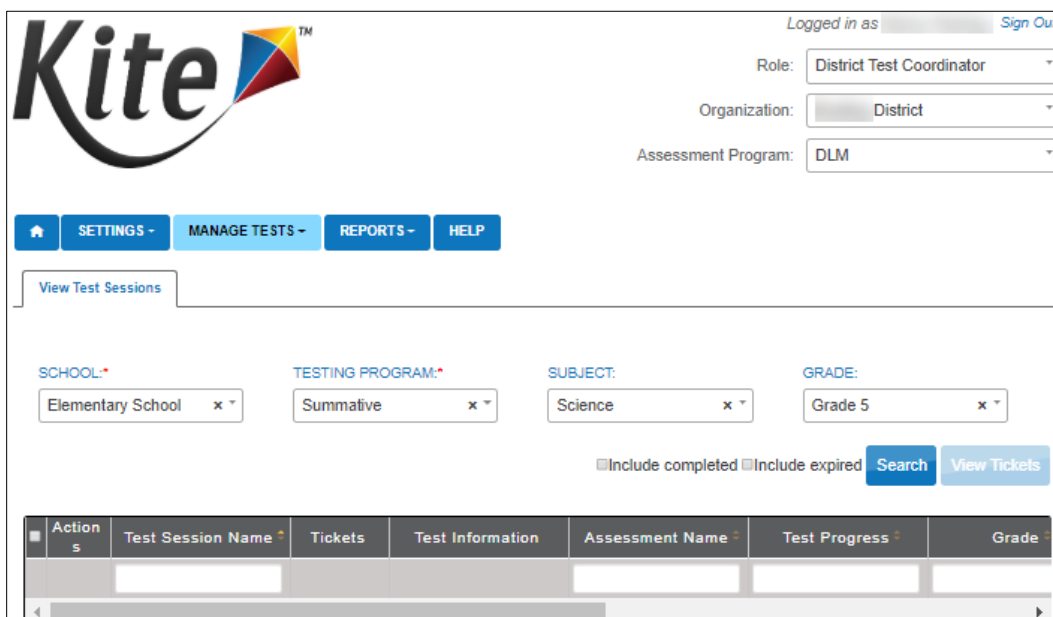 Kite™
Logged in as Sign Ou
Role: District Test Coordinator
Organization: District
Assessment Program: DLM
SETTINGS MANAGE TESTS REPORTS HELP
View Test Sessions
SCHOOL:* TESTING PROGRAM:* SUBJECT: GRADE:
Elementary School × Summative × Science × Grade 5 ×
Include completed Include expired Search View Tickets
Action
s Test Session Name Tickets Test Information Assessment Name Test Progress Grade